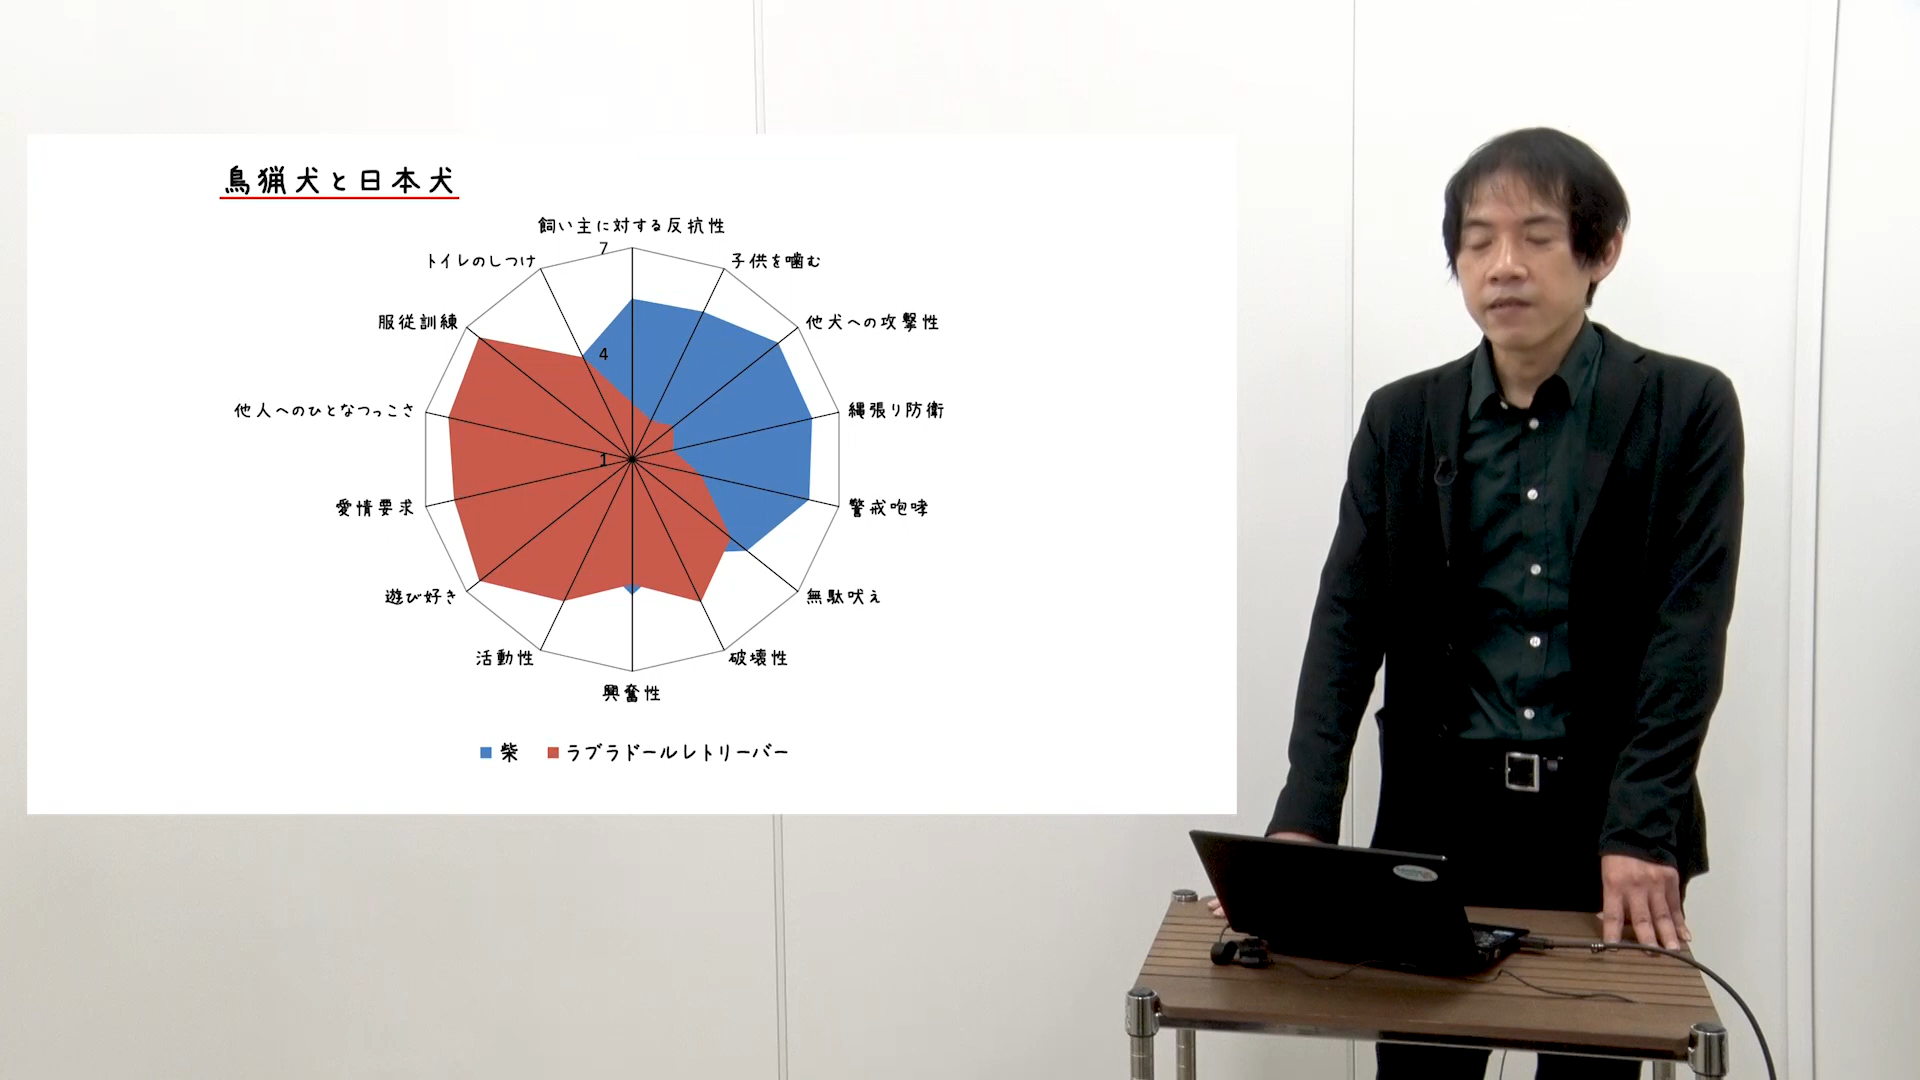 鳥猟犬と日本犬
飼い主に対する反抗性
7
トイレのしつけ
子供を噛む
服従訓練
他犬への攻撃性
4
他人へのひとなつっこさ
縄張り防衛
1
愛情要求
警戒咆哮
遊び好き
無駄吠え
活動性
破壊性
興奮性
柴
ラブラドールレトリーバー